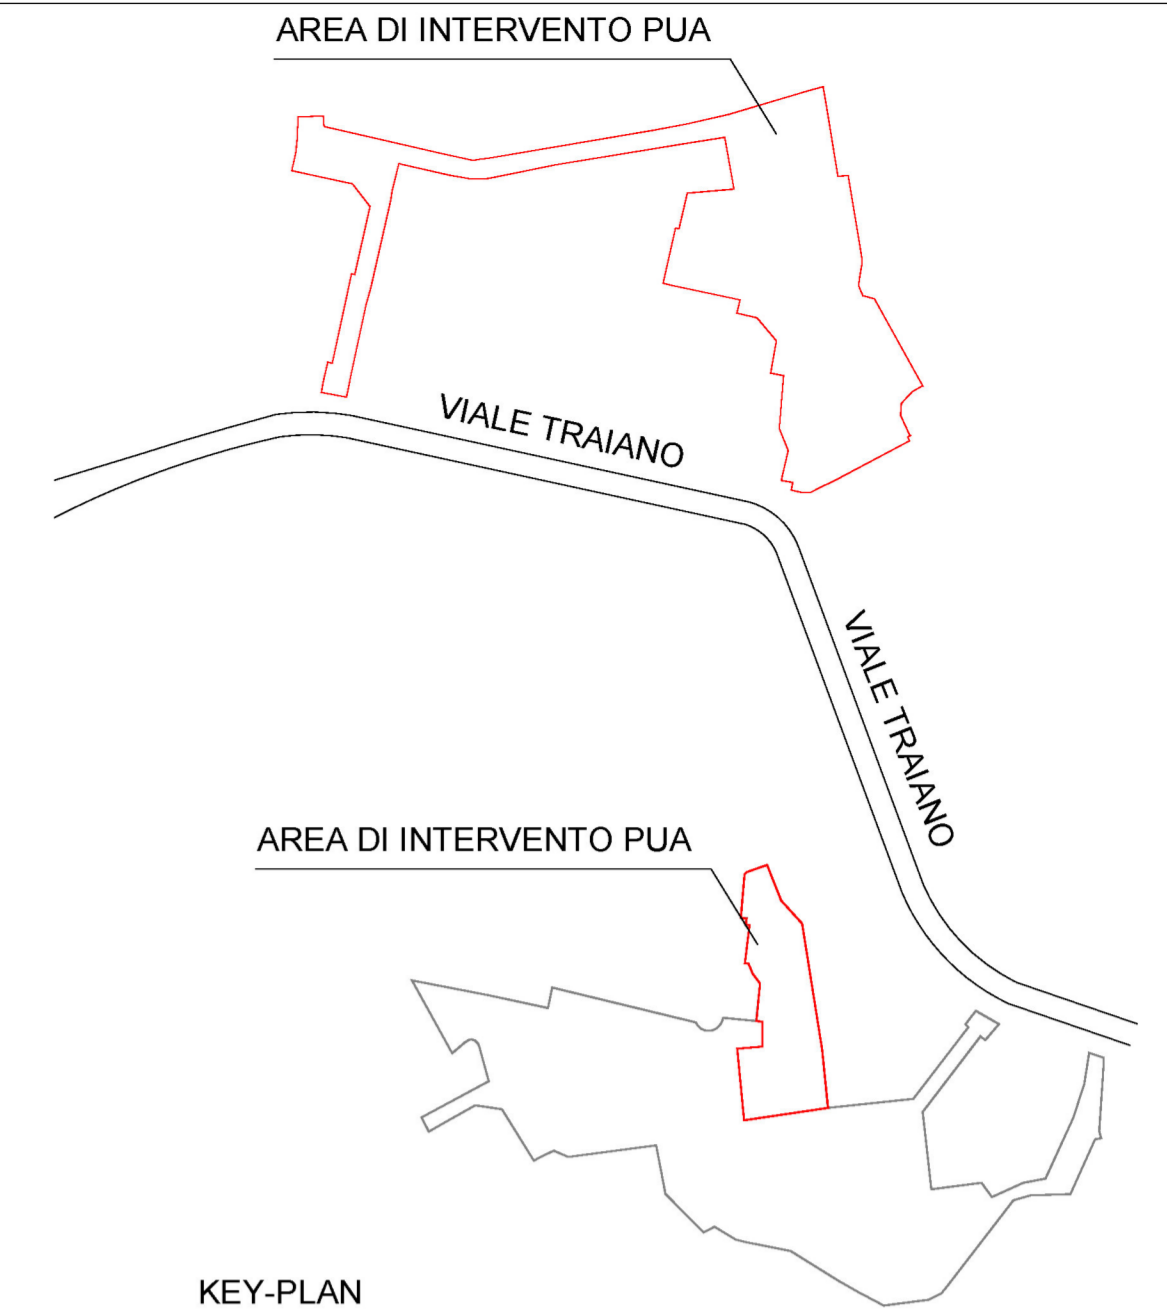 AREA DI INTERVENTO PUA
VIALE TRAIANO
VIALE TRAIANO
AREA DI INTERVENTO PUA
KEY-PLAN